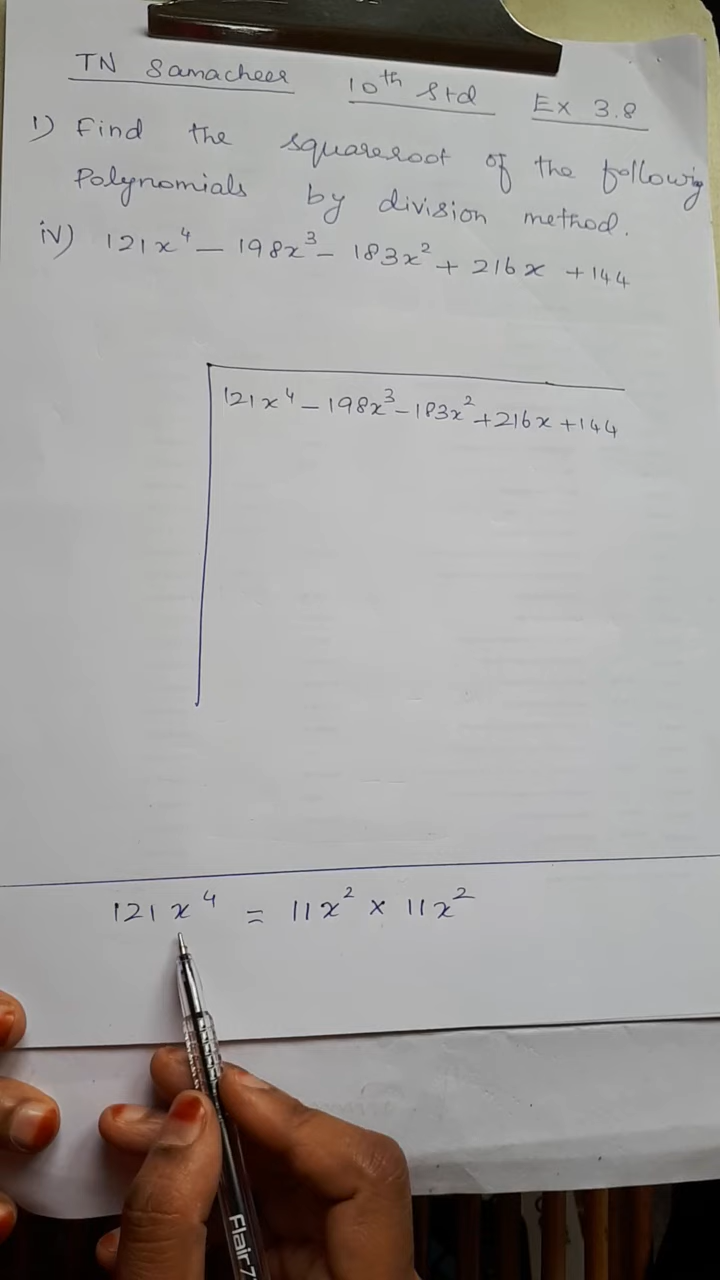 TN Samacheer 10th Std Ex 3.8
1) Find the squareroot of the following
Polynomials by division method.
iv) 121x⁴ – 198x³ – 183x² + 216x + 144
121x⁴ – 198x³ – 183x² + 216x + 144
121x⁴ = 11x² × 11x²
Flair